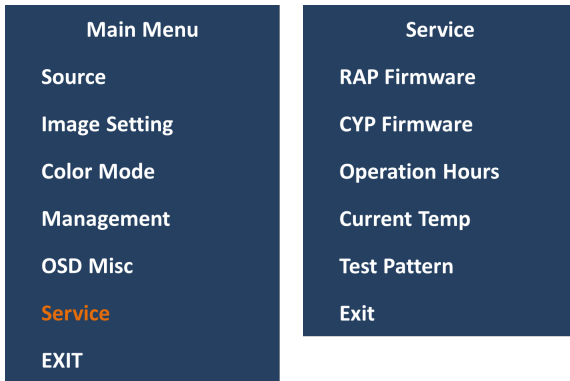 Main Menu
Source
Image Setting
Color Mode
Management
OSD Misc
Service
EXIT
Service
RAP Firmware
CYP Firmware
Operation Hours
Current Temp
Test Pattern
Exit